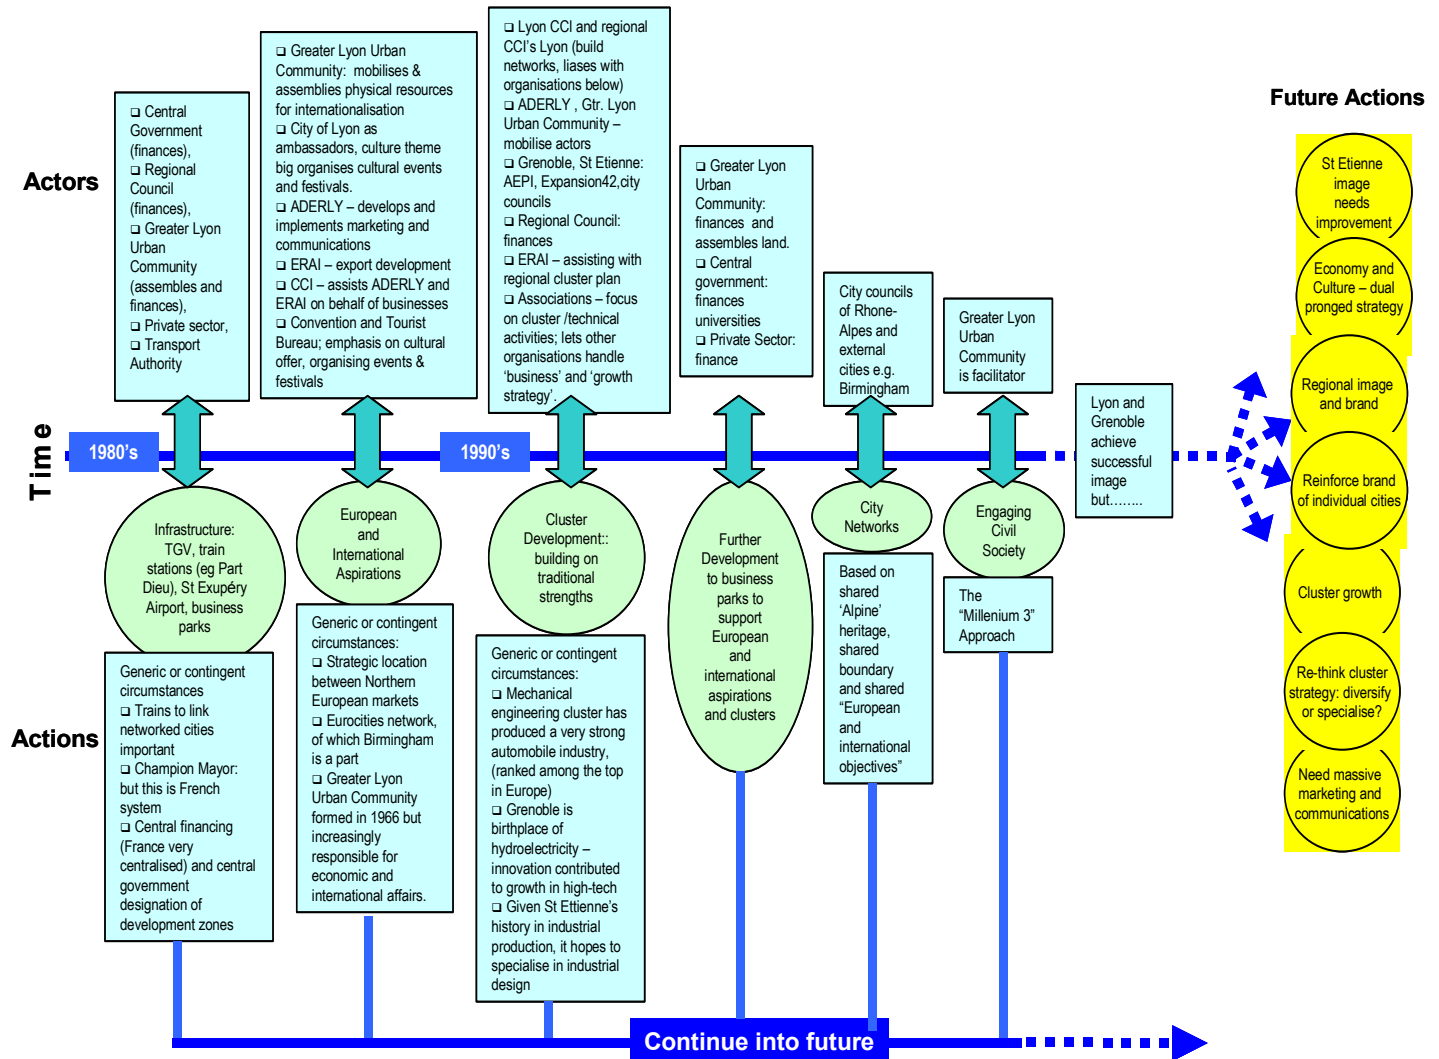 Actors
❑ Central
Government
(finances),
❑ Regional
Council
(finances),
❑ Greater Lyon
Urban
Community
(assembles and
finances),
❑ Private sector,
❑ Transport
Authority
❑ Greater Lyon Urban
Community: mobilises &
assemblies physical resources
for internationalisation
❑ City of Lyon as
ambassadors, culture theme
big organises cultural events
and festivals.
❑ ADERLY – develops and
implements marketing and
communications
❑ ERAI – export development
❑ CCI – assists ADERLY and
ERAI on behalf of businesses
❑ Convention and Tourist
Bureau; emphasis on cultural
offer, organising events &
festivals
❑ Lyon CCI and regional
CCI's Lyon (build
networks, liases with
organisations below)
❑ ADERLY , Gtr. Lyon
Urban Community –
mobilise actors
❑ Grenoble, St Etienne:
AEPI, Expansion42,city
councils
❑ Regional Council:
finances
❑ ERAI – assisting with
regional cluster plan
❑ Associations – focus
on cluster /technical
activities; lets other
organisations handle
'business' and 'growth
strategy'.
❑ Greater Lyon
Urban
Community:
finances and
assembles land.
❑ Central
government:
finances
universities
❑ Private Sector:
finance
City councils
of Rhone-
Alpes and
external
cities e.g.
Birmingham
Greater Lyon
Urban
Community
is facilitator
Time
1980's
1990's
Lyon and
Grenoble
achieve
successful
image
but........
Infrastructure:
TGV, train
stations (eg Part
Dieu), St Exupéry
Airport, business
parks
European
and
International
Aspirations
Cluster
Development::
building on
traditional
strengths
Further
Development
to business
parks to
support
European
and
international
aspirations
and clusters
City
Networks
Engaging
Civil
Society
Actions
Generic or contingent
circumstances
❑ Trains to link
networked cities
important
❑ Champion Mayor:
but this is French
system
❑ Central financing
(France very
centralised) and central
government
designation of
development zones
Generic or contingent
circumstances:
❑ Strategic location
between Northern
European markets
❑ Eurocities network,
of which Birmingham
is a part
❑ Greater Lyon
Urban Community
formed in 1966 but
increasingly
responsible for
economic and
international affairs.
Generic or contingent
circumstances:
❑ Mechanical
engineering cluster has
produced a very strong
automobile industry,
(ranked among the top
in Europe)
❑ Grenoble is
birthplace of
hydroelectricity –
innovation contributed
to growth in high-tech
❑ Given St Ettienne's
history in industrial
production, it hopes to
specialise in industrial
design
Based on
shared
'Alpine'
heritage,
shared
boundary
and shared
"European
and
international
objectives"
The
"Millenium 3"
Approach
Continue into future
Future Actions
St Etienne
image
needs
improvement
Economy and
Culture – dual
pronged strategy
Regional image
and brand
Reinforce brand
of individual cities
Cluster growth
Re-think cluster
strategy: diversify
or specialise?
Need massive
marketing and
communications